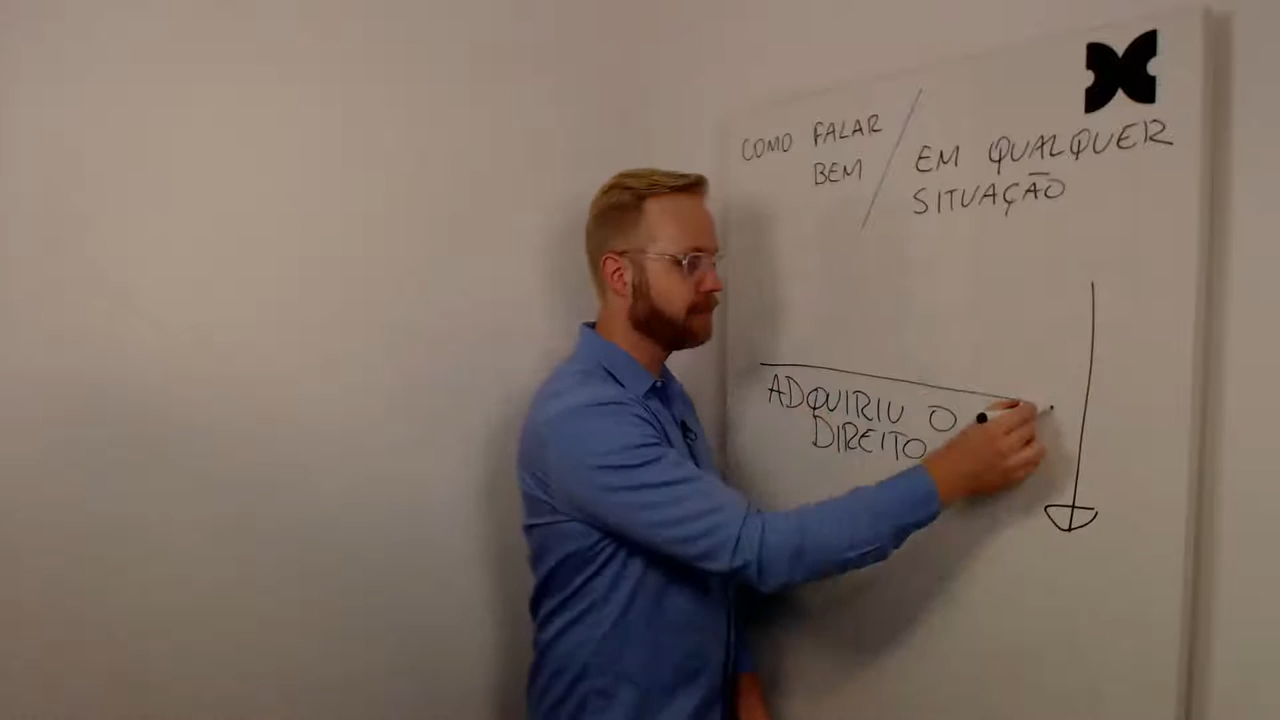 COMO FALAR
BEM
EM QUALQUER
SITUAÇÃO
ADQUIRIU O
DIREITO